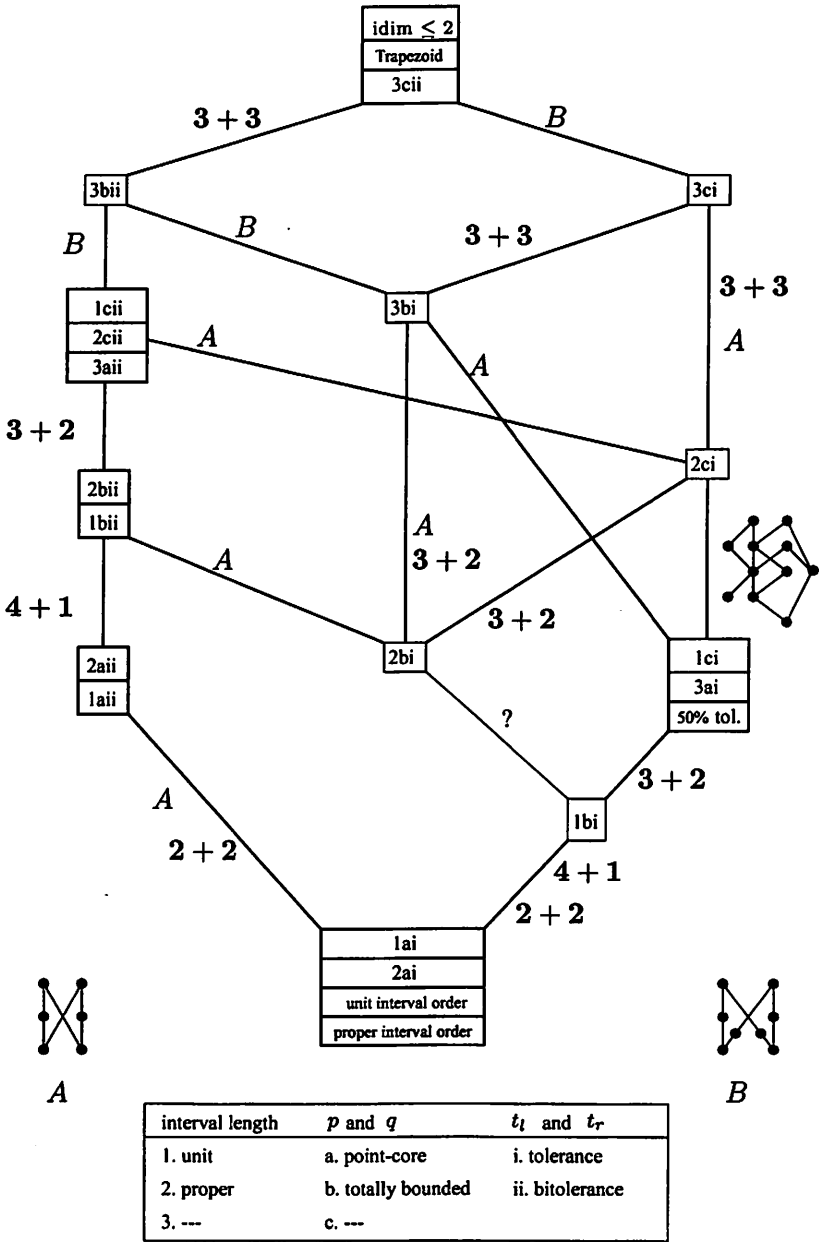 idim ≤ 2
Trapezoid
3cii
3 + 3
B
3bii
3ci
B
B
3 + 3
3 + 3
1cii
2cii
3aii
3bi
A
A
A
3 + 2
2ci
2bii
1bii
A
A
3 + 2
4 + 1
3 + 2
2aii
1aii
2bi
1ci
3ai
50% tol.
?
3 + 2
A
1bi
2 + 2
4 + 1
2 + 2
1ai
2ai
unit interval order
proper interval order
A
B
interval length p and q t_l and t_r
1. unit a. point-core i. tolerance
2. proper b. totally bounded ii. bitolerance
3. --- c. ---